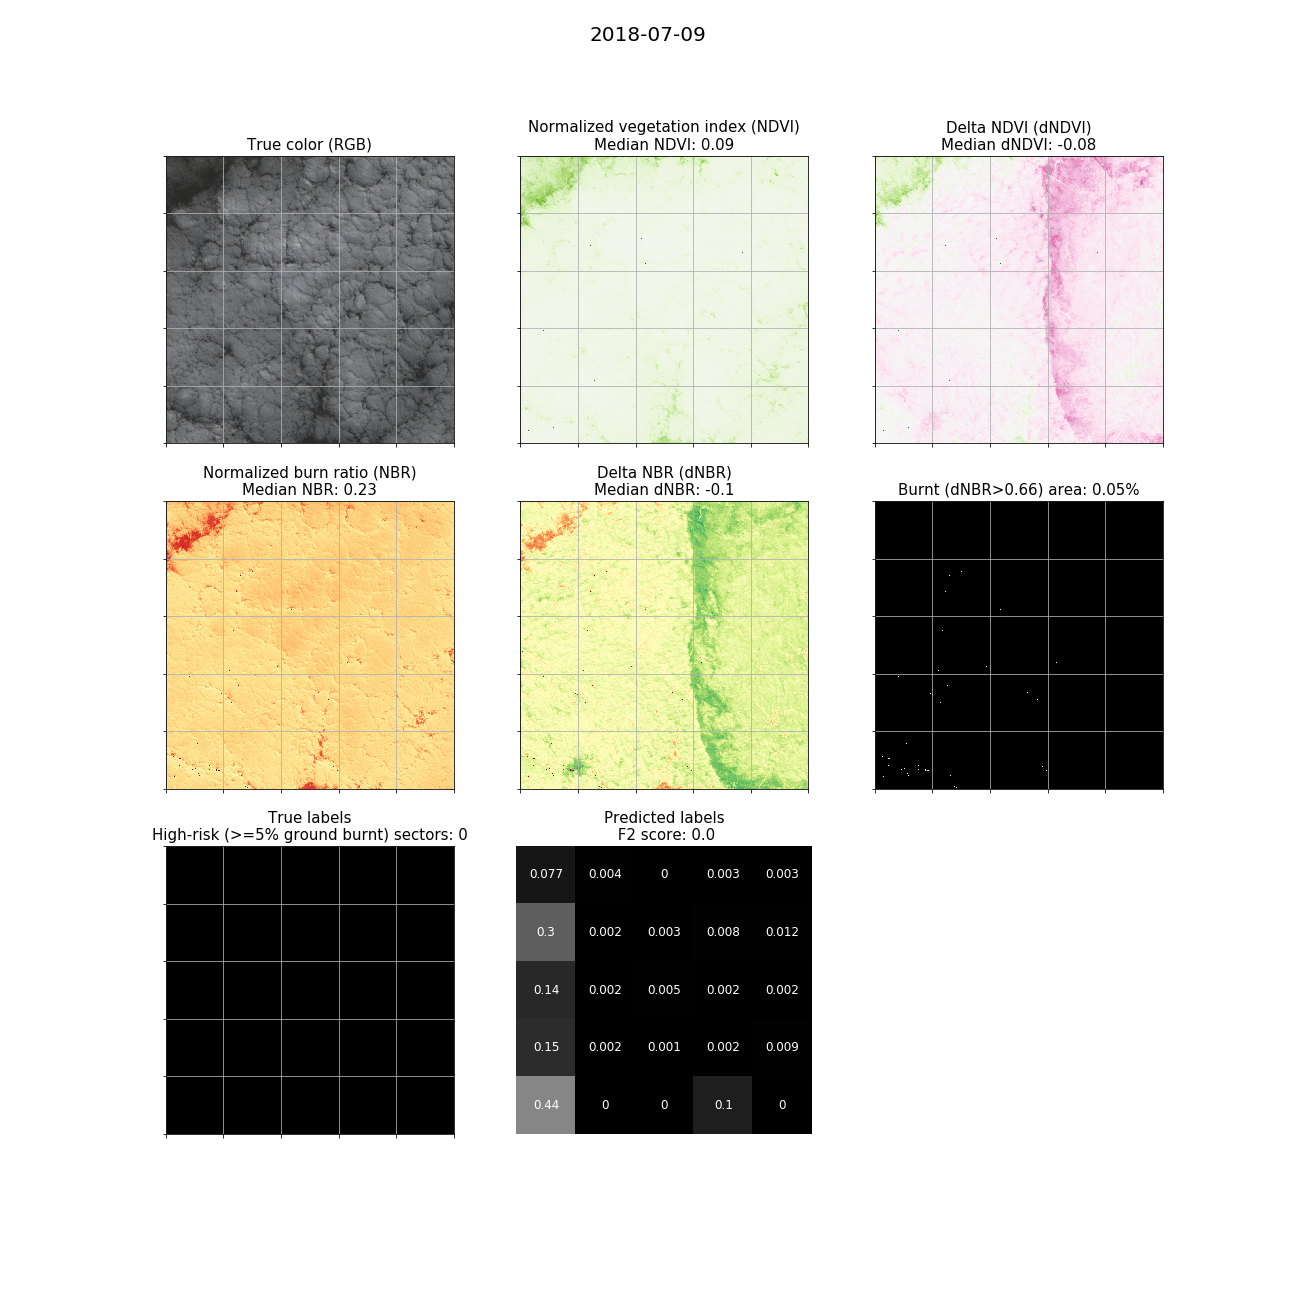 2018-07-09
True color (RGB)
Normalized vegetation index (NDVI)
Median NDVI: 0.09
Delta NDVI (dNDVI)
Median dNDVI: -0.08
Normalized burn ratio (NBR)
Median NBR: 0.23
Delta NBR (dNBR)
Median dNBR: -0.1
Burnt (dNBR>0.66) area: 0.05%
True labels
High-risk (>=5% ground burnt) sectors: 0
Predicted labels
F2 score: 0.0
0.077 0.004 0 0.003 0.003
0.3 0.002 0.003 0.008 0.012
0.14 0.002 0.005 0.002 0.002
0.15 0.002 0.001 0.002 0.009
0.44 0 0 0.1 0